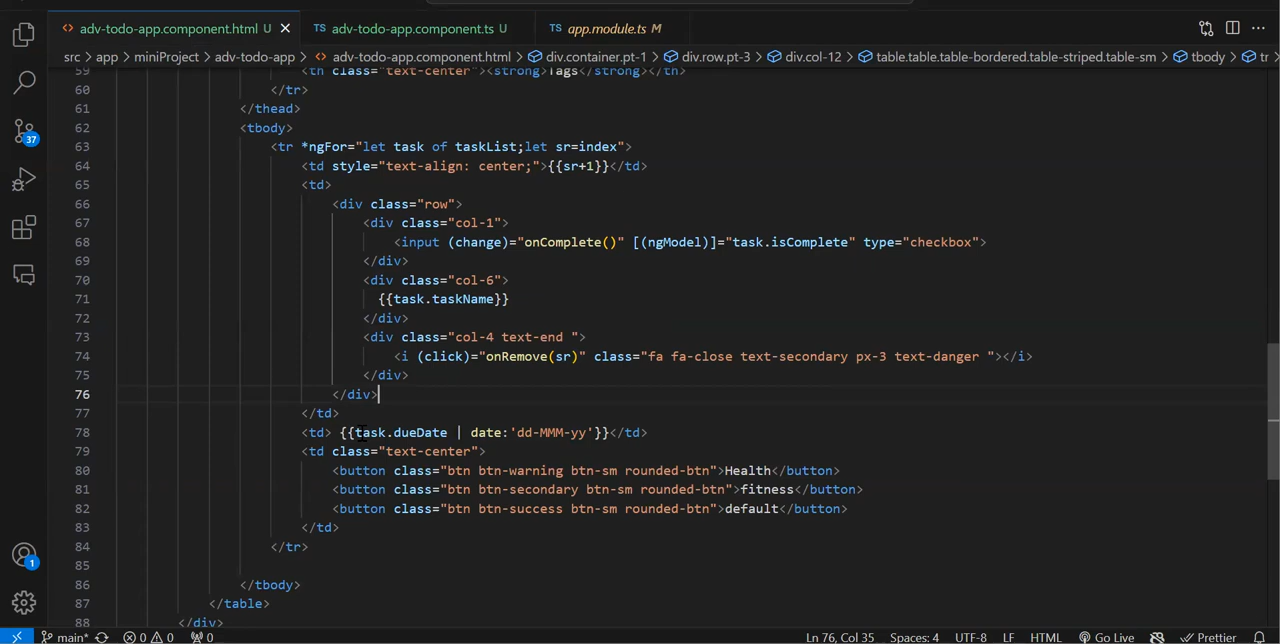 adv-todo-app.component.html U
TS adv-todo-app.component.ts U
TS app.module.ts M
src > app > miniProject > adv-todo-app > adv-todo-app.component.html > div.container.pt-1 > div.row.pt-3 > div.col-12 > table.table.table-bordered.table-striped.table-sm > tbody > tr
59 <th class="text-center"><strong>Tags</strong></th>
60 </tr>
61 </thead>
62 <tbody>
63 <tr *ngFor="let task of taskList;let sr=index">
64 <td style="text-align: center;">{{sr+1}}</td>
65 <td>
66 <div class="row">
67 <div class="col-1">
68 <input (change)="onComplete()" [(ngModel)]="task.isComplete" type="checkbox">
69 </div>
70 <div class="col-6">
71 {{task.taskName}}
72 </div>
73 <div class="col-4 text-end ">
74 <i (click)="onRemove(sr)" class="fa fa-close text-secondary px-3 text-danger "></i>
75 </div>
76 </div>
77 </td>
78 <td> {{task.dueDate | date:'dd-MMM-yy'}}</td>
79 <td class="text-center">
80 <button class="btn btn-warning btn-sm rounded-btn">Health</button>
81 <button class="btn btn-secondary btn-sm rounded-btn">fitness</button>
82 <button class="btn btn-success btn-sm rounded-btn">default</button>
83 </td>
84 </tr>
85
86 </tbody>
87 </table>
88 </div>
37
1
main* 0 0 0 Ln 76, Col 35 Spaces: 4 UTF-8 LF HTML Go Live Prettier